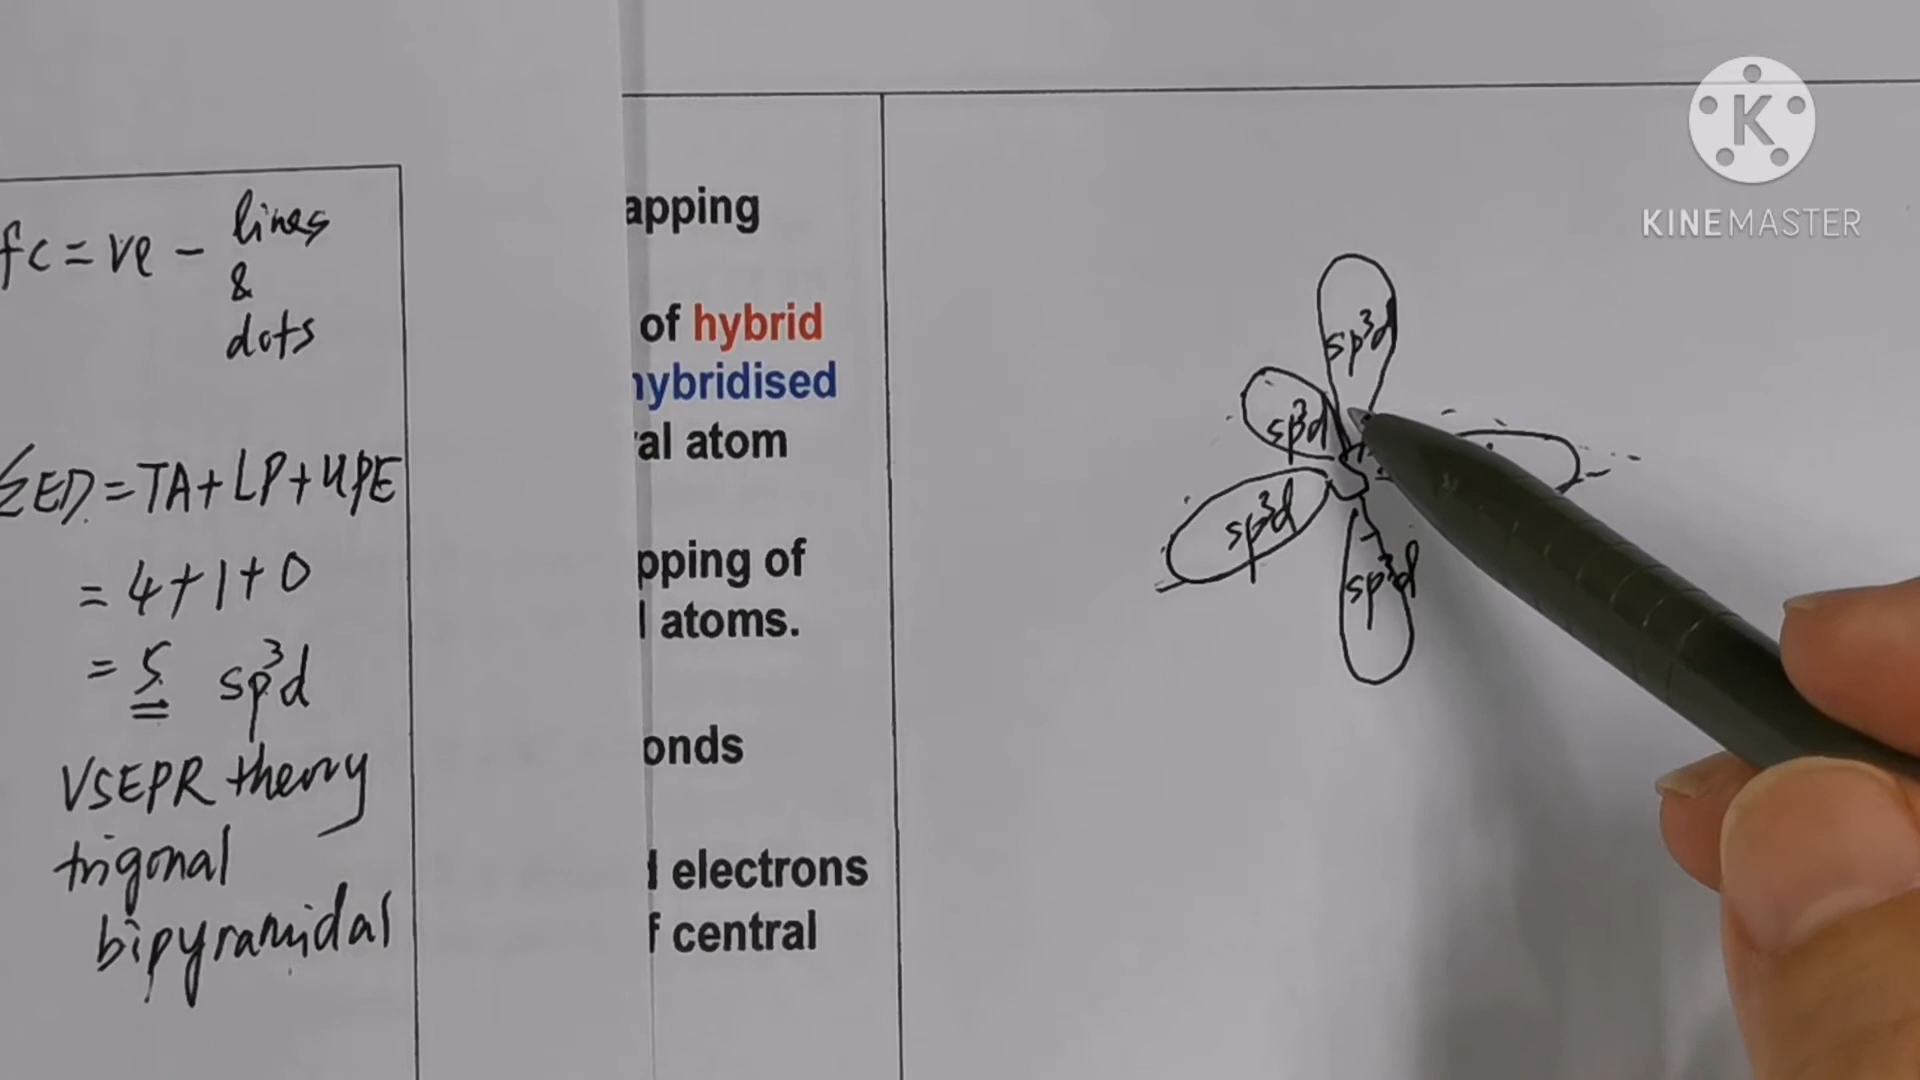 fc = ve - lines
&
dots
ΣED = TA + LP + UPE
= 4 + 1 + 0
= 5 sp³d
VSEPR theory
trigonal
bipyramidal
apping
of hybrid
hybridised
al atom
pping of
l atoms.
onds
d electrons
f central
sp³d
sp³d
sp³d
sp³d
K
KINEMASTER